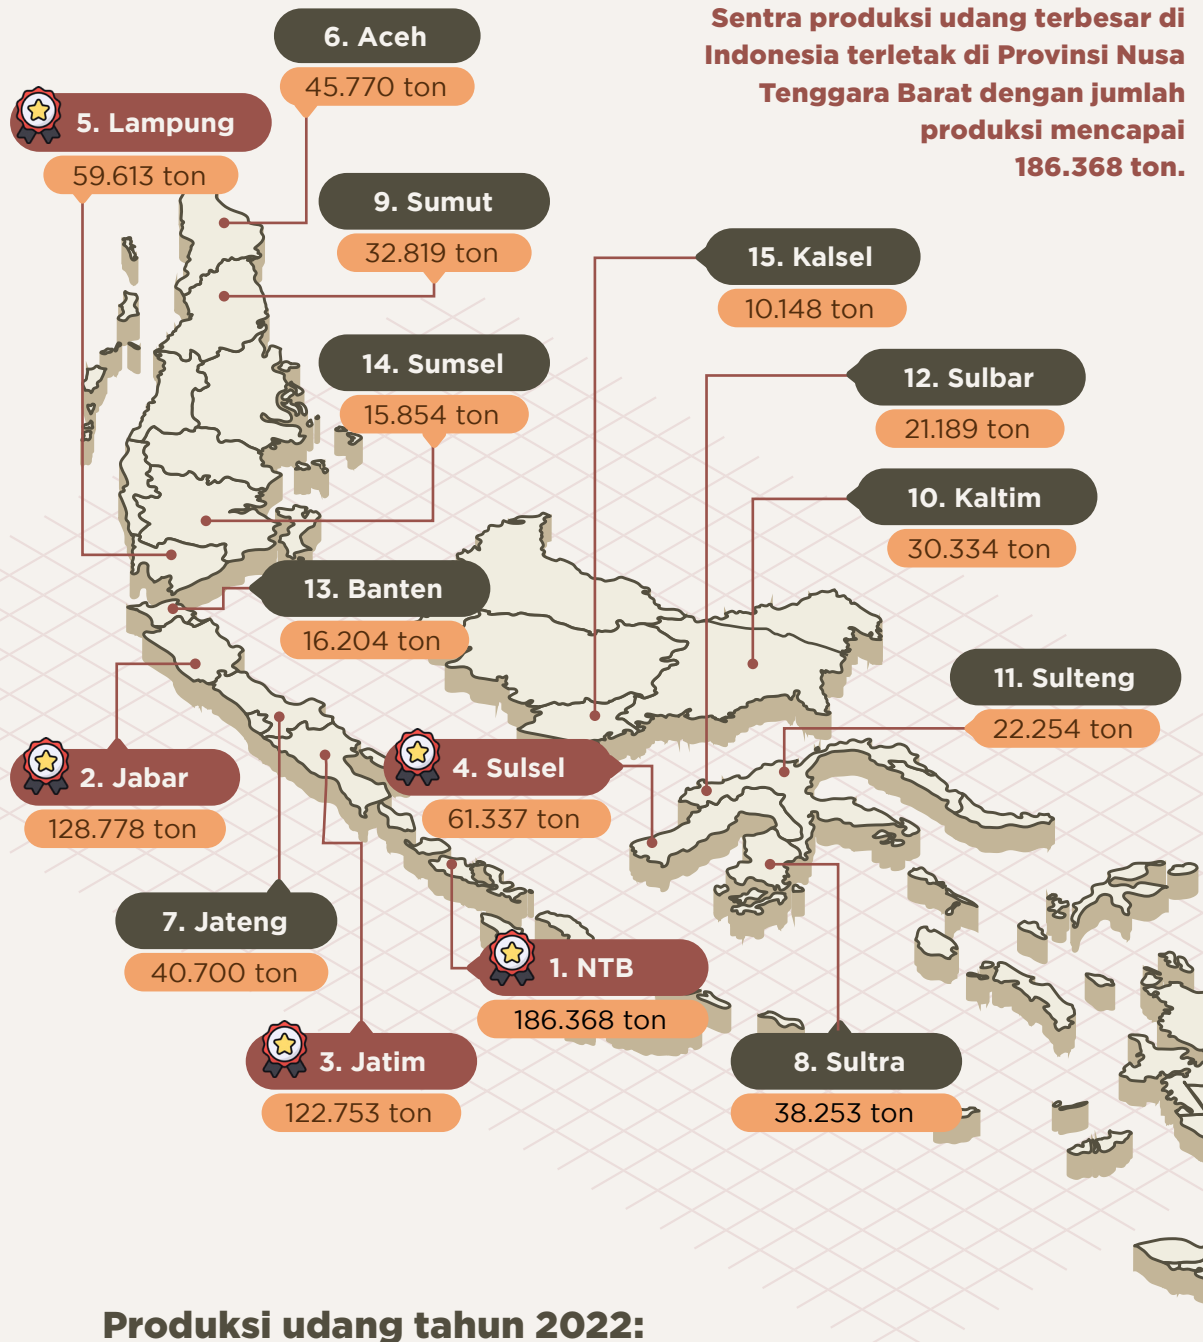 Sentra produksi udang terbesar di
Indonesia terletak di Provinsi Nusa
Tenggara Barat dengan jumlah
produksi mencapai
186.368 ton.
6. Aceh
45.770 ton
5. Lampung
59.613 ton
9. Sumut
32.819 ton
15. Kalsel
10.148 ton
14. Sumsel
15.854 ton
12. Sulbar
21.189 ton
10. Kaltim
30.334 ton
13. Banten
16.204 ton
11. Sulteng
22.254 ton
2. Jabar
128.778 ton
4. Sulsel
61.337 ton
7. Jateng
40.700 ton
1. NTB
186.368 ton
3. Jatim
122.753 ton
8. Sultra
38.253 ton
Produksi udang tahun 2022: